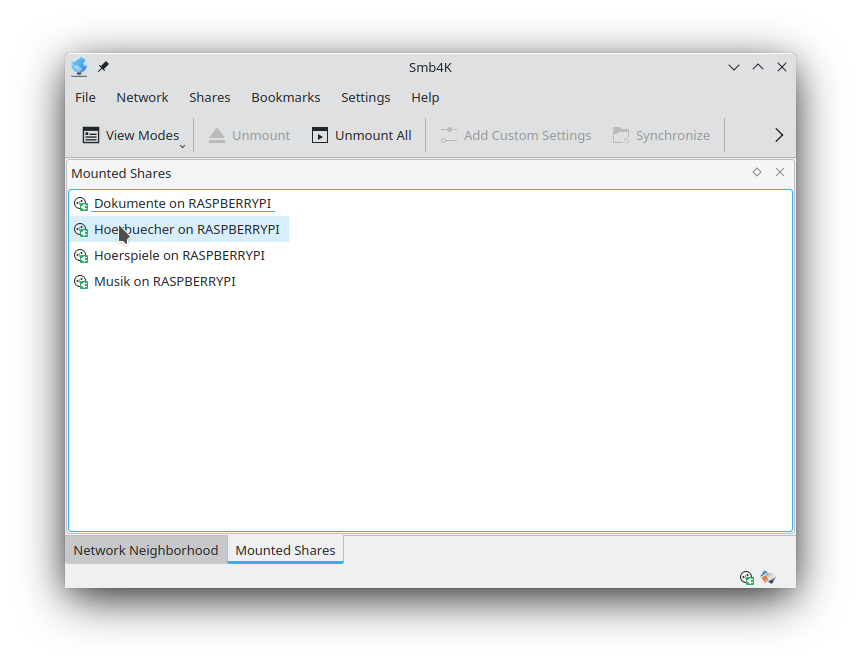 Smb4K
File Network Shares Bookmarks Settings Help
View Modes Unmount Unmount All Add Custom Settings Synchronize
Mounted Shares
Dokumente on RASPBERRYPI
Hoerbuecher on RASPBERRYPI
Hoerspiele on RASPBERRYPI
Musik on RASPBERRYPI
Network Neighborhood Mounted Shares